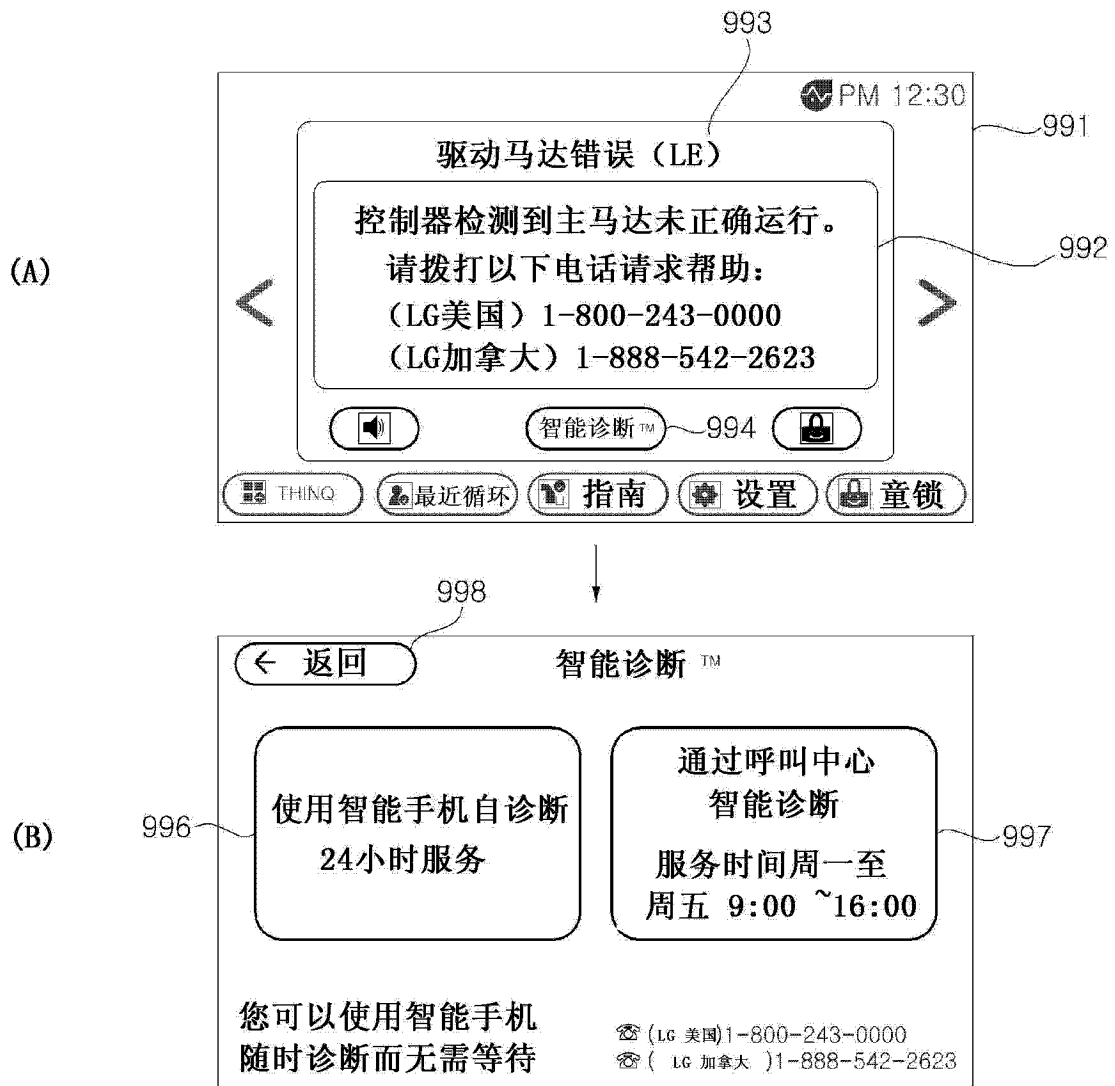 993
PM 12:30
991
驱动马达错误（LE）
控制器检测到主马达未正确运行。
992
(A)
请拨打以下电话请求帮助：
<
>
（LG美国）1-800-243-0000
（LG加拿大）1-888-542-2623
智能诊断™
994
THINQ
最近循环
指南
设置
童锁
998
← 返回
智能诊断 ™
通过呼叫中心
智能诊断
使用智能手机自诊断
996
(B)
997
24小时服务
服务时间周一至
周五 9:00 ~16:00
您可以使用智能手机
随时诊断而无需等待
☏ (LG 美国)1-800-243-0000
☏ ( LG 加拿大 )1-888-542-2623